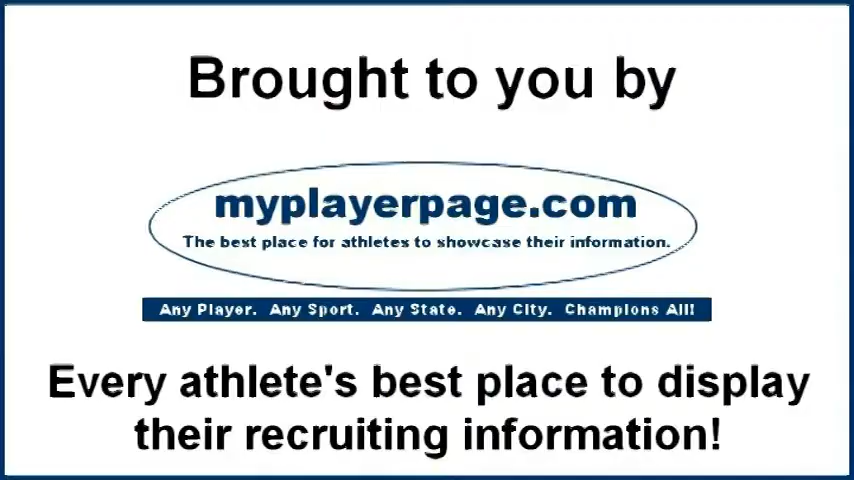 Brought to you by
myplayerpage.com
The best place for athletes to showcase their information.
Any Player. Any Sport. Any State. Any City. Champions All!
Every athlete's best place to display
their recruiting information!